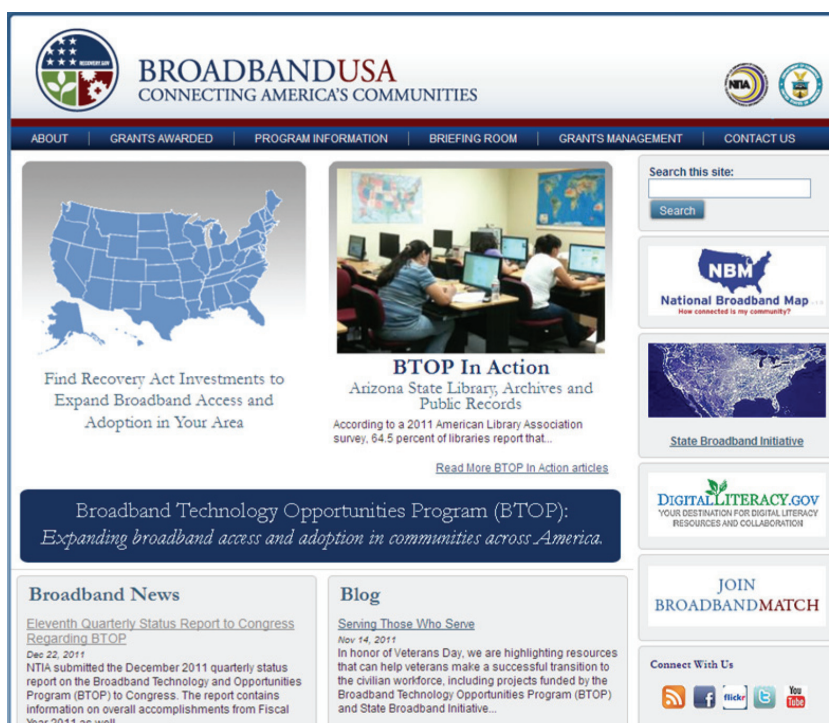 RECOVERY.GOV
BROADBANDUSA
CONNECTING AMERICA'S COMMUNITIES
NTIA
ABOUT
GRANTS AWARDED
PROGRAM INFORMATION
BRIEFING ROOM
GRANTS MANAGEMENT
CONTACT US
Find Recovery Act Investments to
Expand Broadband Access and
Adoption in Your Area
BTOP In Action
Arizona State Library, Archives and
Public Records
According to a 2011 American Library Association
survey, 64.5 percent of libraries report that...
Read More BTOP In Action articles
Broadband Technology Opportunities Program (BTOP):
Expanding broadband access and adoption in communities across America.
Broadband News
Eleventh Quarterly Status Report to Congress
Regarding BTOP
Dec 22, 2011
NTIA submitted the December 2011 quarterly status
report on the Broadband Technology and Opportunities
Program (BTOP) to Congress. The report contains
information on overall accomplishments from Fiscal
Year 2011 as well
Blog
Serving Those Who Serve
Nov 14, 2011
In honor of Veterans Day, we are highlighting resources
that can help veterans make a successful transition to
the civilian workforce, including projects funded by the
Broadband Technology Opportunities Program (BTOP)
and State Broadband Initiative...
Search this site:
Search
NBM
National Broadband Map
How connected is my community?
State Broadband Initiative
DIGITALLITERACY.GOV
YOUR DESTINATION FOR DIGITAL LITERACY
RESOURCES AND COLLABORATION
JOIN
BROADBANDMATCH
Connect With Us
flickr
You
Tube